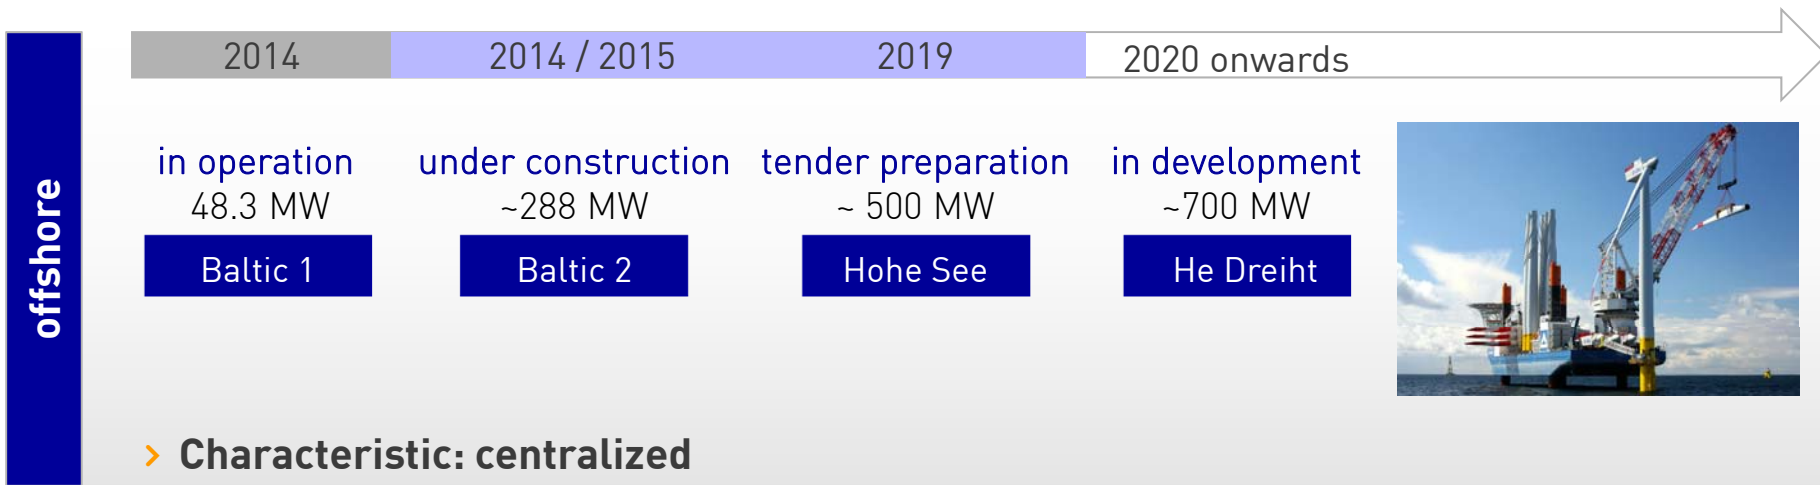 offshore
2014 2014 / 2015 2019 2020 onwards
in operation under construction tender preparation in development
48.3 MW ~288 MW ~ 500 MW ~700 MW
Baltic 1 Baltic 2 Hohe See He Dreiht
› Characteristic: centralized